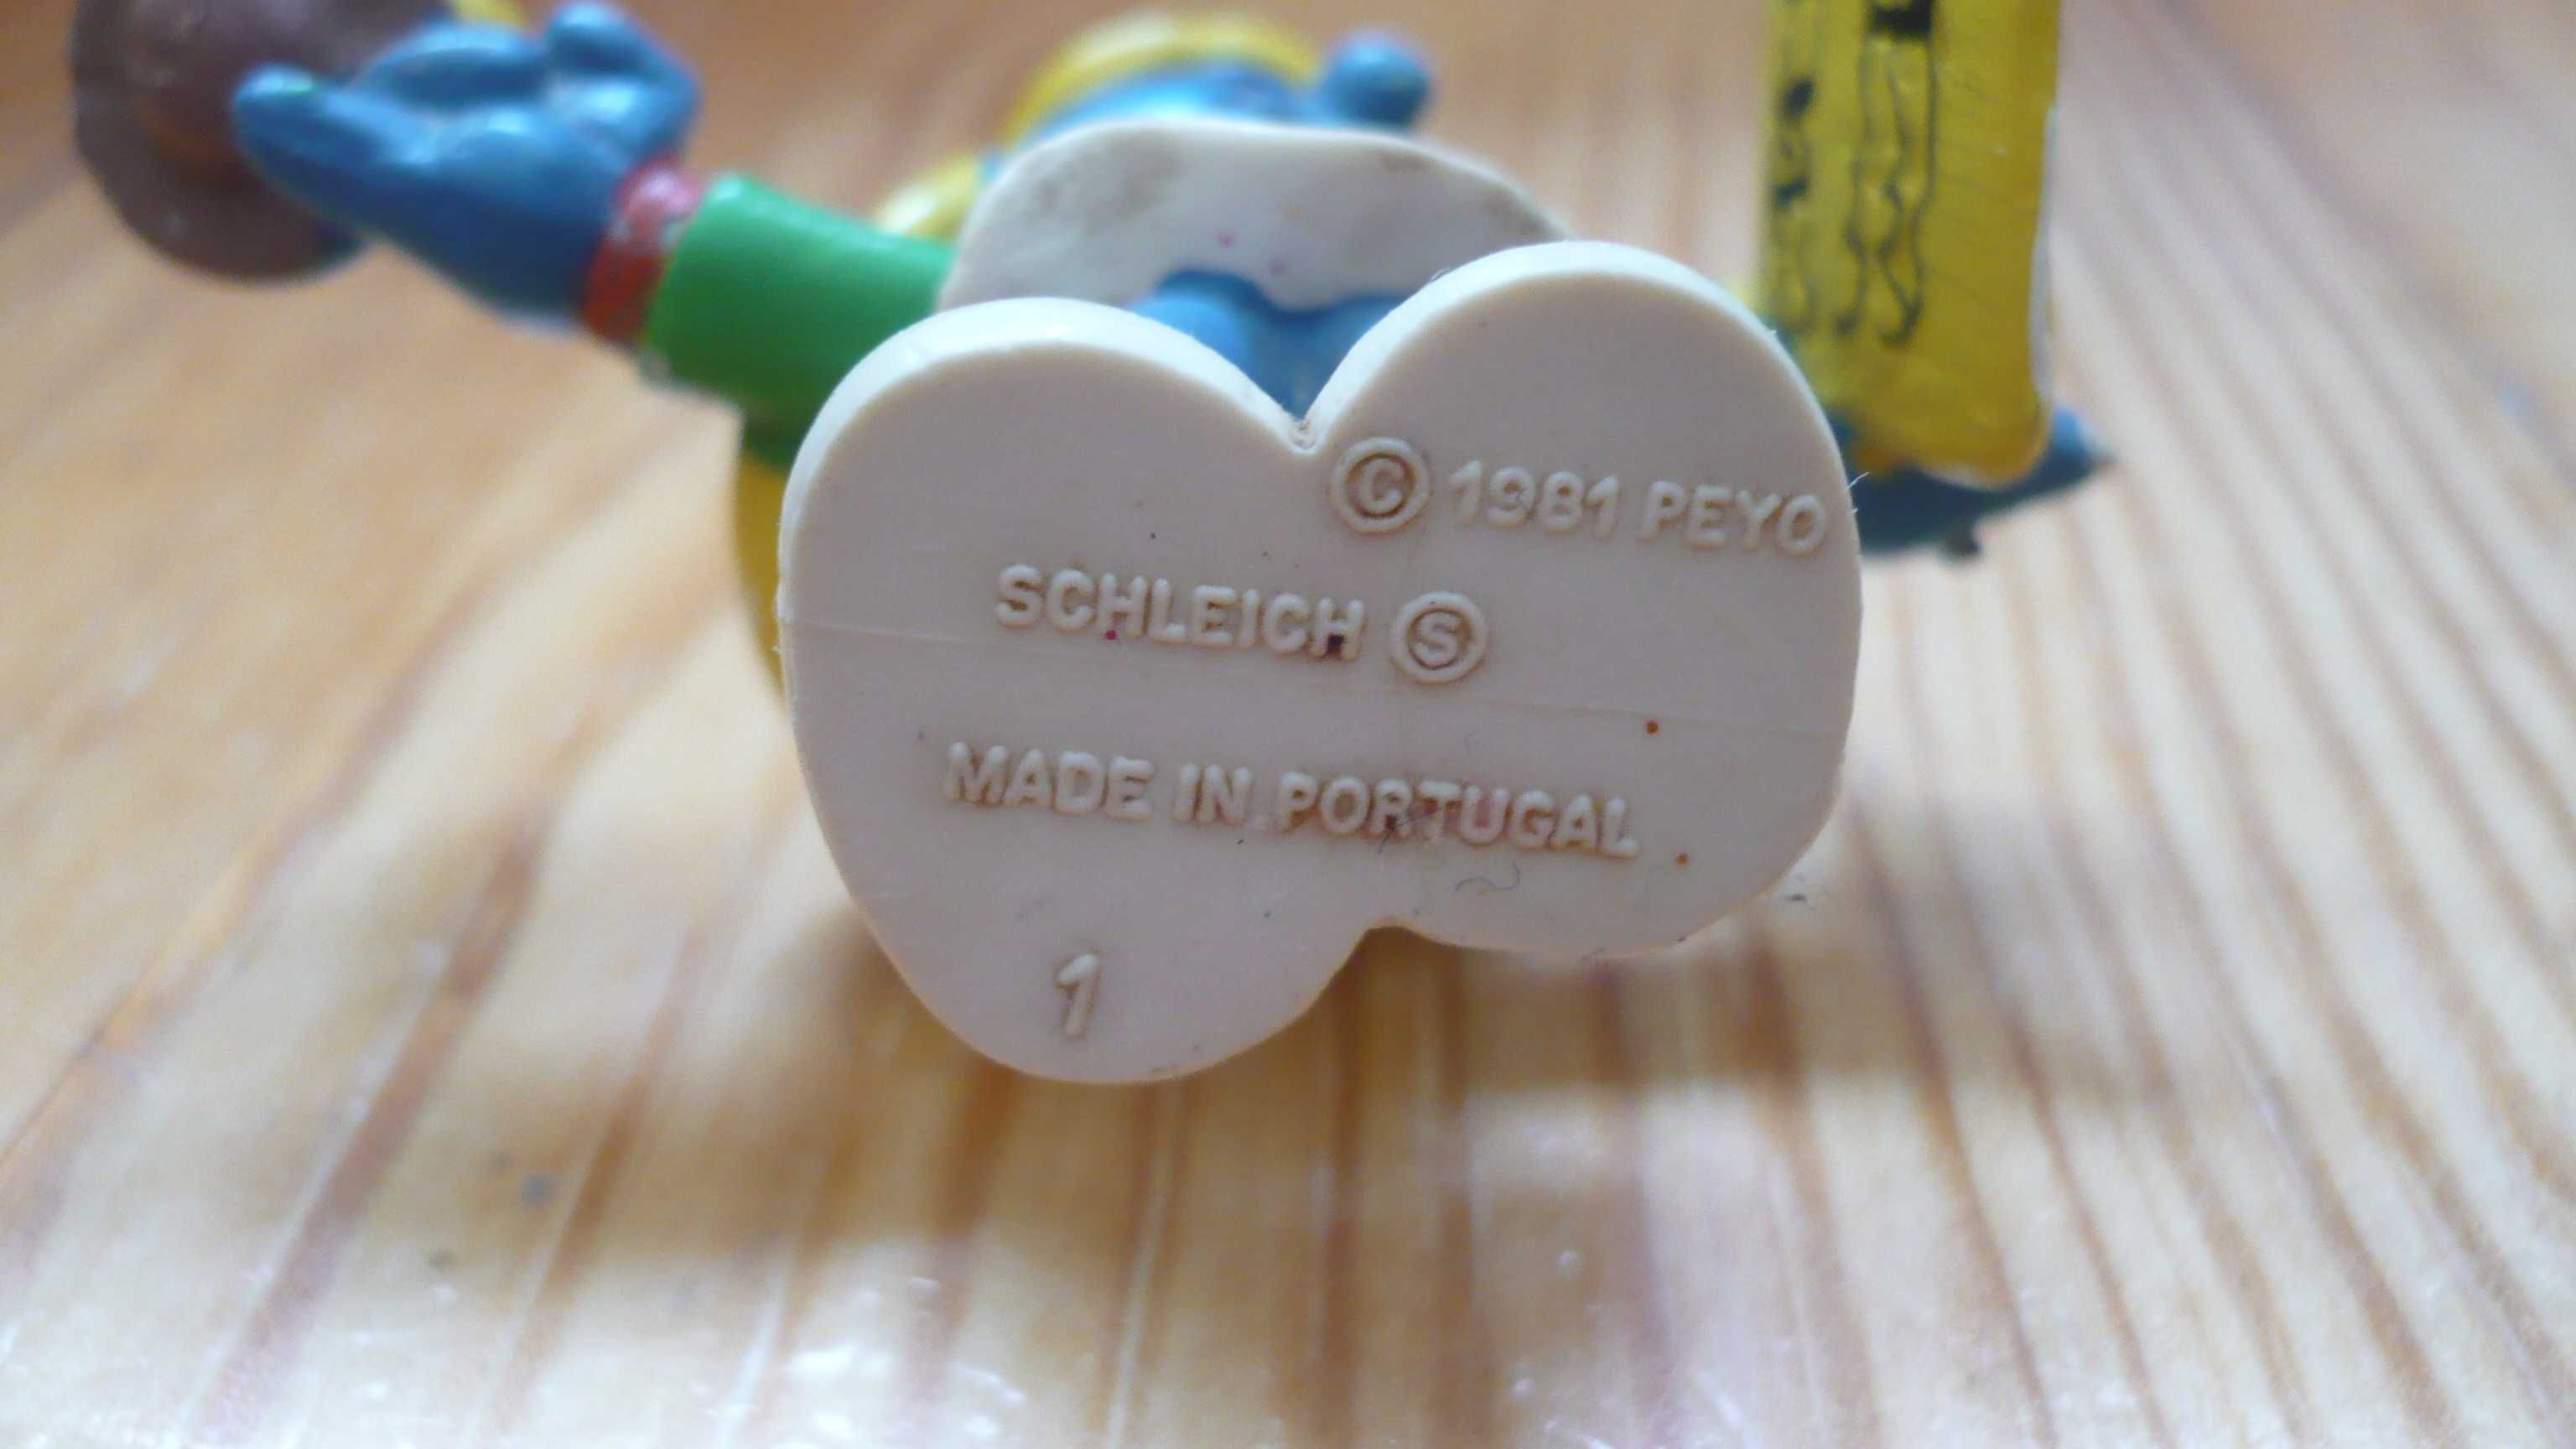 © 1981 PEYO
SCHLEICH Ⓢ
MADE IN PORTUGAL
1